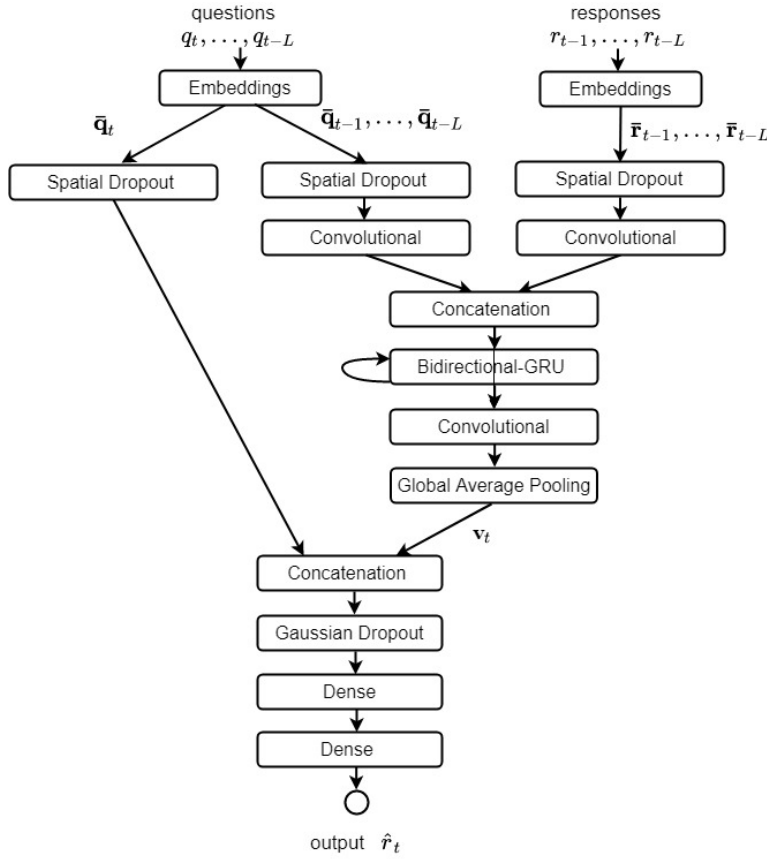 questions
responses
q_t, . . . , q_{t−L}
r_{t−1}, . . . , r_{t−L}
Embeddings
Embeddings
q̄_t
q̄_{t−1}, . . . , q̄_{t−L}
r̄_{t−1}, . . . , r̄_{t−L}
Spatial Dropout
Spatial Dropout
Spatial Dropout
Convolutional
Convolutional
Concatenation
Bidirectional-GRU
Convolutional
Global Average Pooling
v_t
Concatenation
Gaussian Dropout
Dense
Dense
output r̂_t